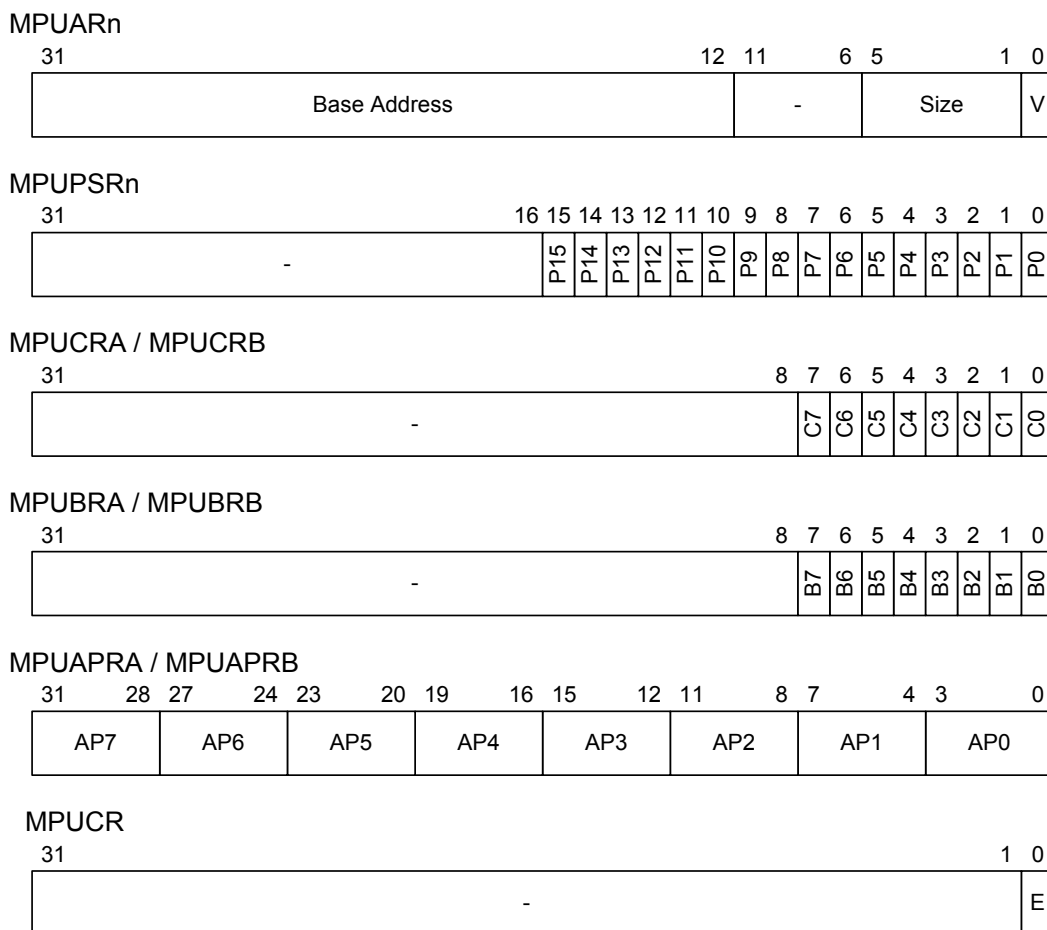 MPUARn
31 12 11 6 5 1 0
Base Address - Size V
MPUPSRn
31 16 15 14 13 12 11 10 9 8 7 6 5 4 3 2 1 0
- P15 P14 P13 P12 P11 P10 P9 P8 P7 P6 P5 P4 P3 P2 P1 P0
MPUCRA / MPUCRB
31 8 7 6 5 4 3 2 1 0
- C7 C6 C5 C4 C3 C2 C1 C0
MPUBRA / MPUBRB
31 8 7 6 5 4 3 2 1 0
- B7 B6 B5 B4 B3 B2 B1 B0
MPUAPRA / MPUAPRB
31 28 27 24 23 20 19 16 15 12 11 8 7 4 3 0
AP7 AP6 AP5 AP4 AP3 AP2 AP1 AP0
MPUCR
31 1 0
- E